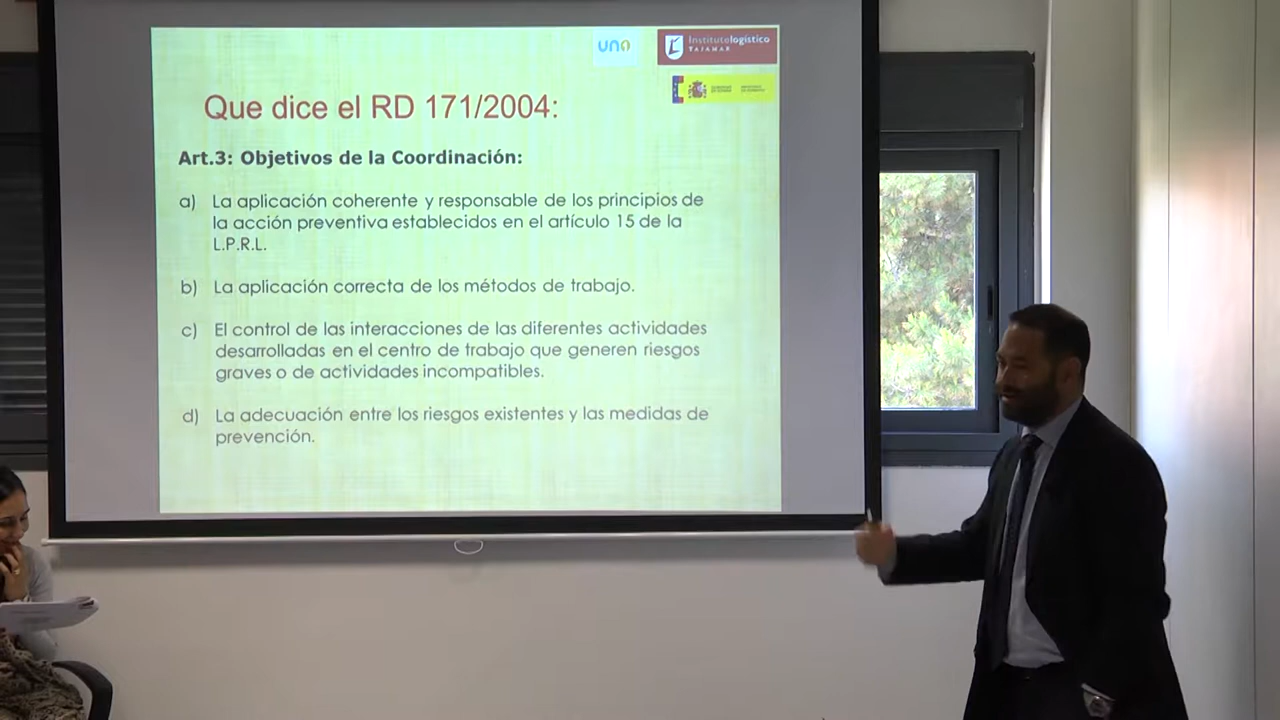 uno
Institutologístico
TAJAMAR
Que dice el RD 171/2004:
Art.3: Objetivos de la Coordinación:
a) La aplicación coherente y responsable de los principios de
la acción preventiva establecidos en el artículo 15 de la
L.P.R.L.
b) La aplicación correcta de los métodos de trabajo.
c) El control de las interacciones de las diferentes actividades
desarrolladas en el centro de trabajo que generen riesgos
graves o de actividades incompatibles.
d) La adecuación entre los riesgos existentes y las medidas de
prevención.